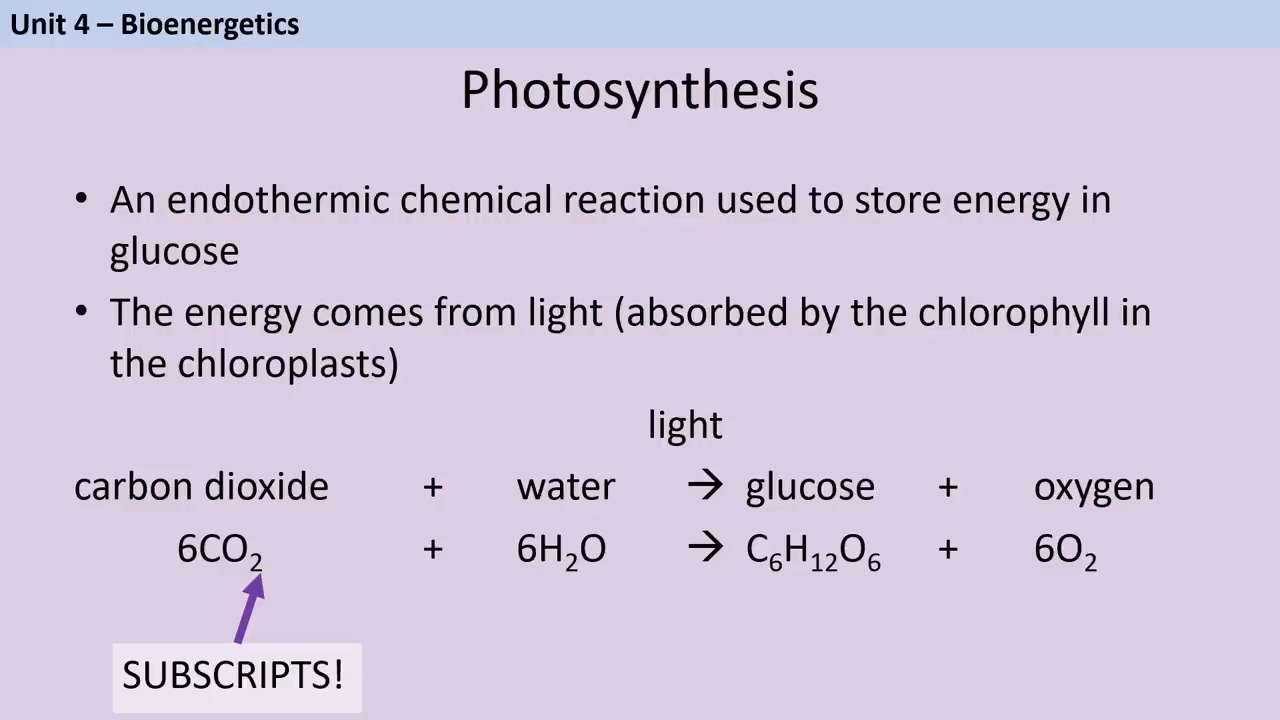 Unit 4 – Bioenergetics
Photosynthesis
• An endothermic chemical reaction used to store energy in
glucose
• The energy comes from light (absorbed by the chlorophyll in
the chloroplasts)
light
carbon dioxide + water → glucose + oxygen
6CO₂ + 6H₂O → C₆H₁₂O₆ + 6O₂
SUBSCRIPTS!